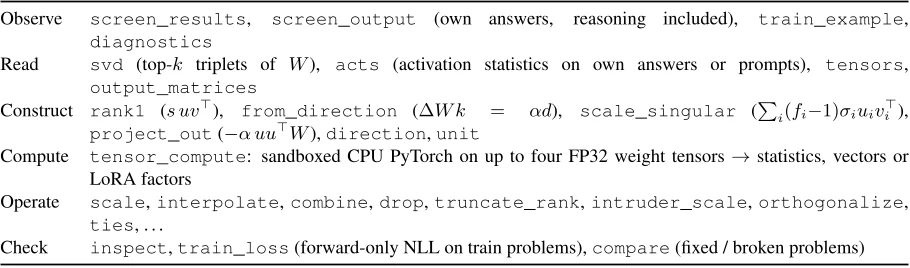 Observe screen_results, screen_output (own answers, reasoning included), train_example,
diagnostics
Read svd (top-k triplets of W), acts (activation statistics on own answers or prompts), tensors,
output_matrices
Construct rank1 (s uv⊤), from_direction (ΔWk = αd), scale_singular (∑ᵢ(fᵢ−1)σᵢuᵢvᵢ⊤),
project_out (−α uu⊤W), direction, unit
Compute tensor_compute: sandboxed CPU PyTorch on up to four FP32 weight tensors → statistics, vectors or
LoRA factors
Operate scale, interpolate, combine, drop, truncate_rank, intruder_scale, orthogonalize,
ties, ...
Check inspect, train_loss (forward-only NLL on train problems), compare (fixed / broken problems)